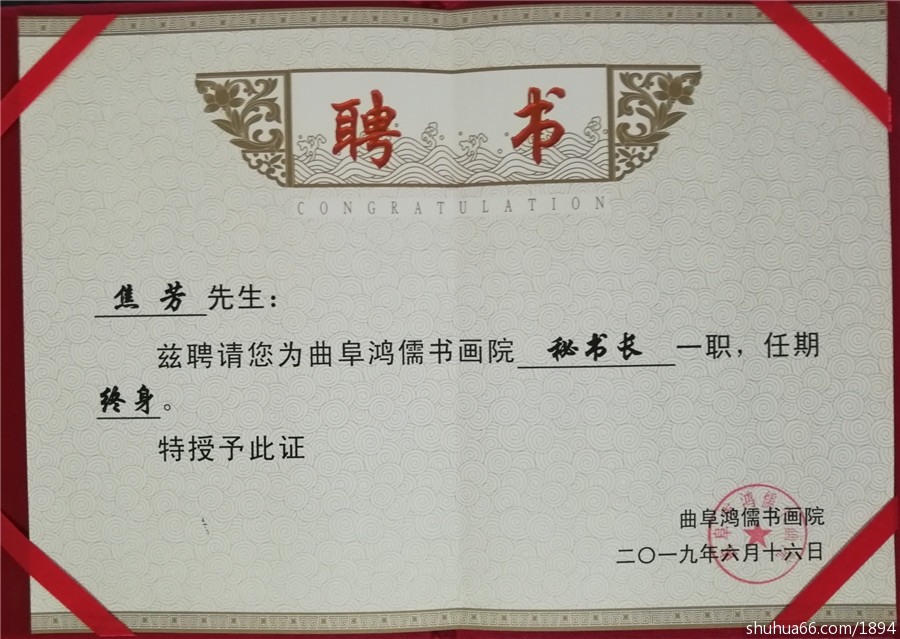 聘书
CONGRATULATION
焦芳先生：
兹聘请您为曲阜鸿儒书画院秘书长一职，任期
终身。
特授予此证
曲阜鸿儒书画院
二〇一九年六月十六日
shuhua66.com/1894